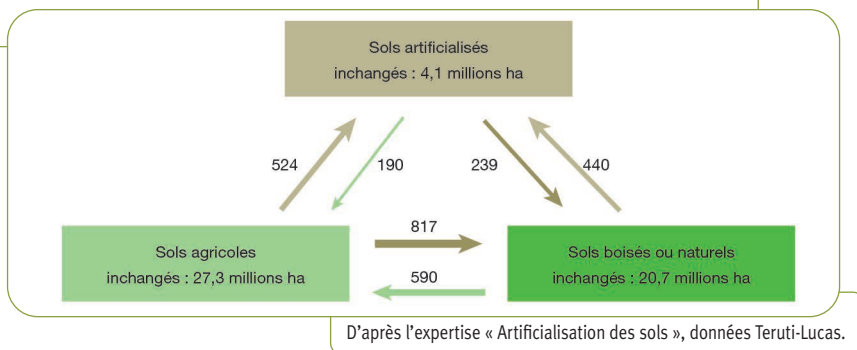 Sols artificialisés
inchangés : 4,1 millions ha
524
190
239
440
817
Sols agricoles
inchangés : 27,3 millions ha
Sols boisés ou naturels
inchangés : 20,7 millions ha
590
D’après l’expertise « Artificialisation des sols », données Teruti-Lucas.